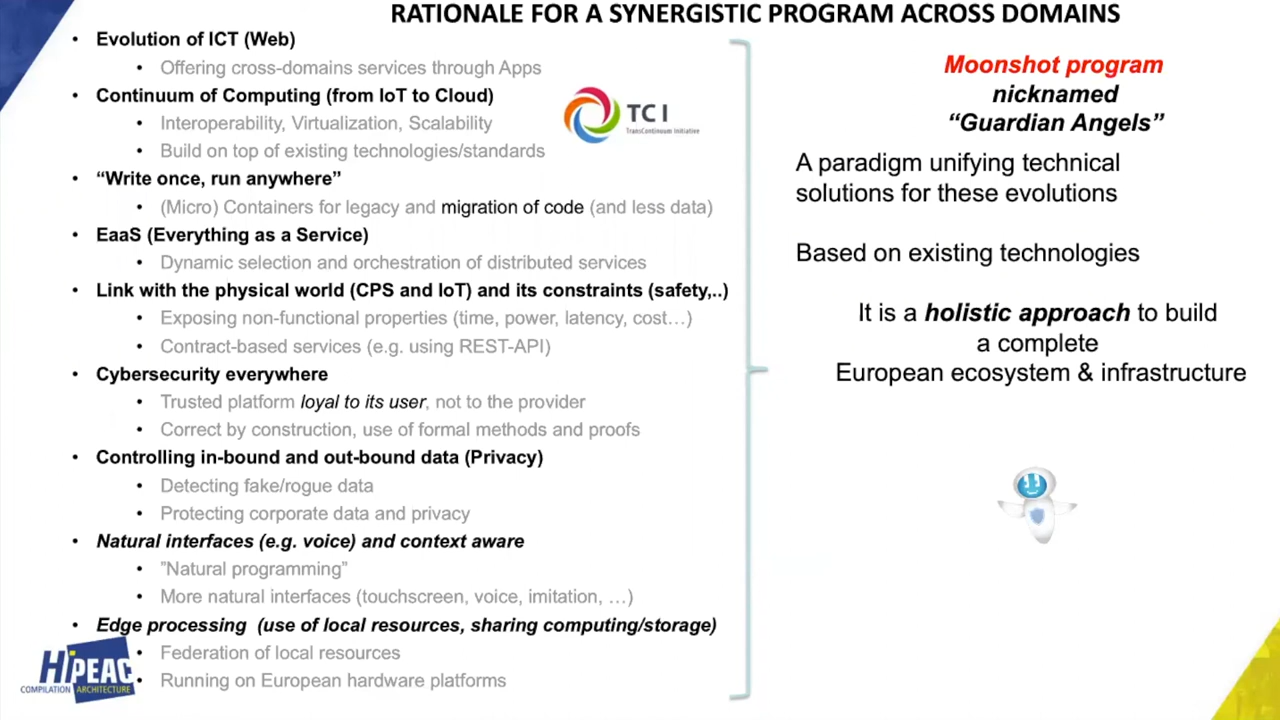 RATIONALE FOR A SYNERGISTIC PROGRAM ACROSS DOMAINS
• Evolution of ICT (Web)
• Offering cross-domains services through Apps
• Continuum of Computing (from IoT to Cloud)
• Interoperability, Virtualization, Scalability
• Build on top of existing technologies/standards
• “Write once, run anywhere”
• (Micro) Containers for legacy and migration of code (and less data)
• EaaS (Everything as a Service)
• Dynamic selection and orchestration of distributed services
• Link with the physical world (CPS and IoT) and its constraints (safety,..)
• Exposing non-functional properties (time, power, latency, cost…)
• Contract-based services (e.g. using REST-API)
• Cybersecurity everywhere
• Trusted platform loyal to its user, not to the provider
• Correct by construction, use of formal methods and proofs
• Controlling in-bound and out-bound data (Privacy)
• Detecting fake/rogue data
• Protecting corporate data and privacy
• Natural interfaces (e.g. voice) and context aware
• ”Natural programming”
• More natural interfaces (touchscreen, voice, imitation, …)
• Edge processing (use of local resources, sharing computing/storage)
• Federation of local resources
• Running on European hardware platforms
TCI
TransContinuum Initiative
Moonshot program
nicknamed
“Guardian Angels”
A paradigm unifying technical
solutions for these evolutions
Based on existing technologies
It is a holistic approach to build
a complete
European ecosystem & infrastructure
HiPEAC
COMPILATION ARCHITECTURE